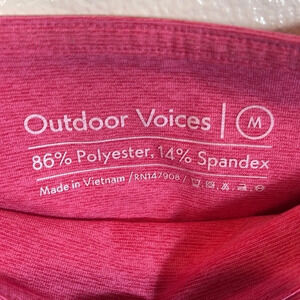 Outdoor Voices | M
86% Polyester, 14% Spandex
Made in Vietnam / RN147908 /